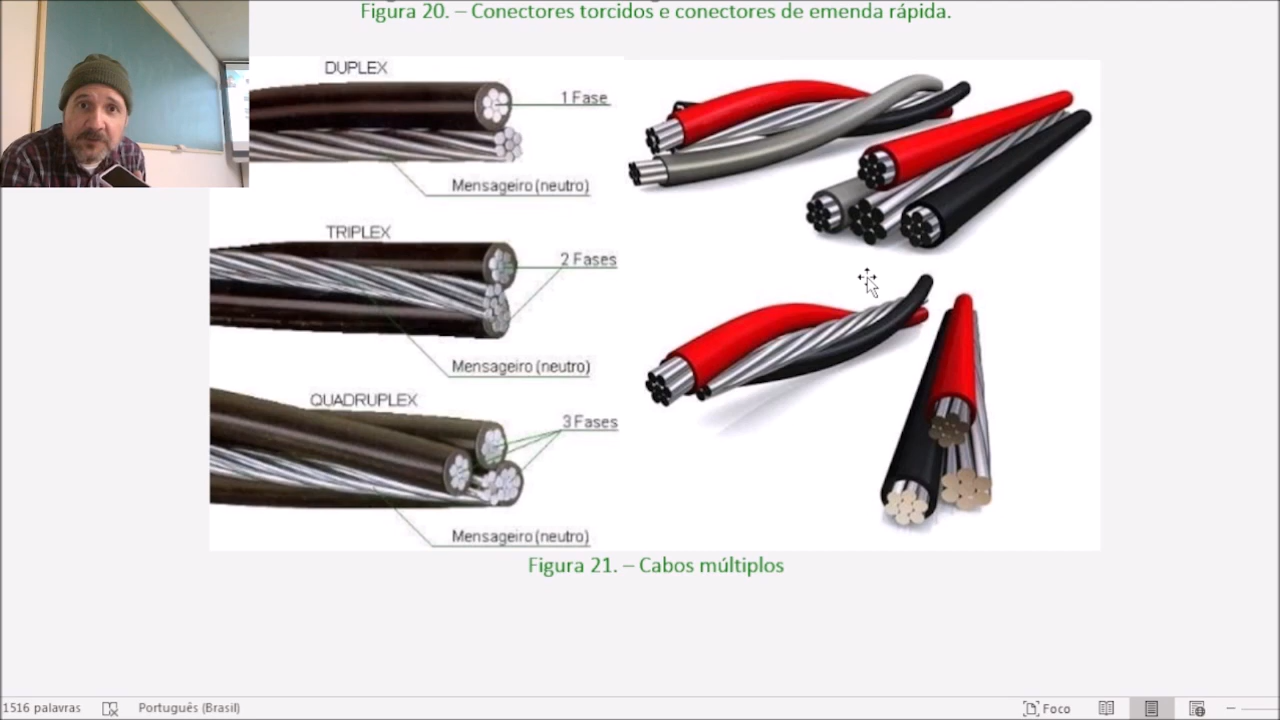 Figura 20. – Conectores torcidos e conectores de emenda rápida.
DUPLEX
1 Fase
Mensageiro (neutro)
TRIPLEX
2 Fases
Mensageiro (neutro)
QUADRUPLEX
3 Fases
Mensageiro (neutro)
Figura 21. – Cabos múltiplos
1516 palavras
Português (Brasil)
Foco